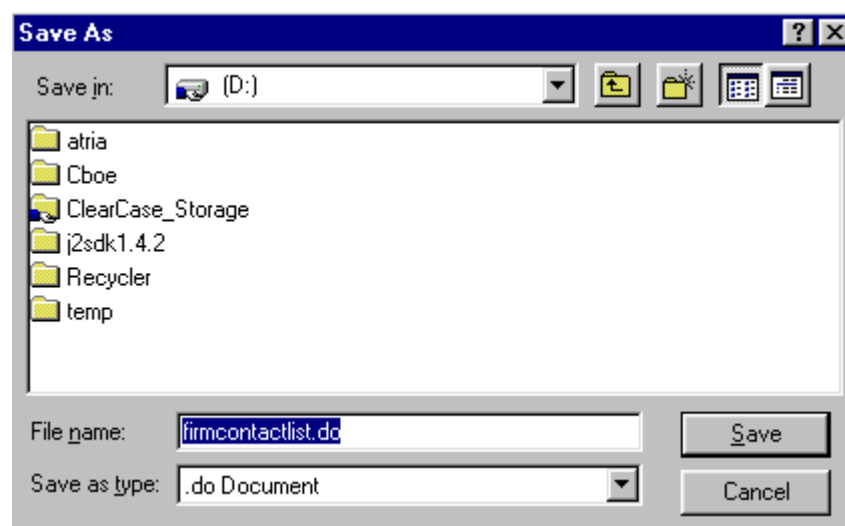 Save As
Save in: (D:)
atria
Cboe
ClearCase_Storage
j2sdk1.4.2
Recycler
temp
File name: firmcontactlist.do Save
Save as type: .do Document Cancel